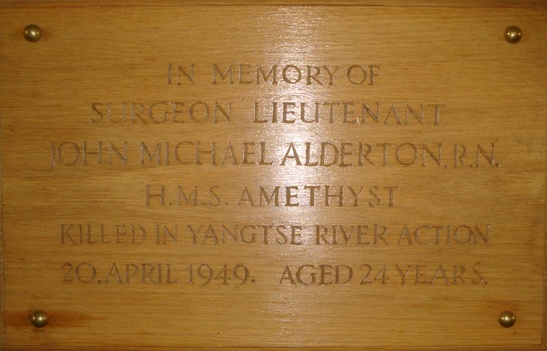 IN MEMORY OF
SURGEON LIEUTENANT
JOHN MICHAEL ALDERTON. R.N.
H.M.S. AMETHYST
KILLED IN YANGTSE RIVER ACTION
20. APRIL 1949. AGED 24 YEARS.